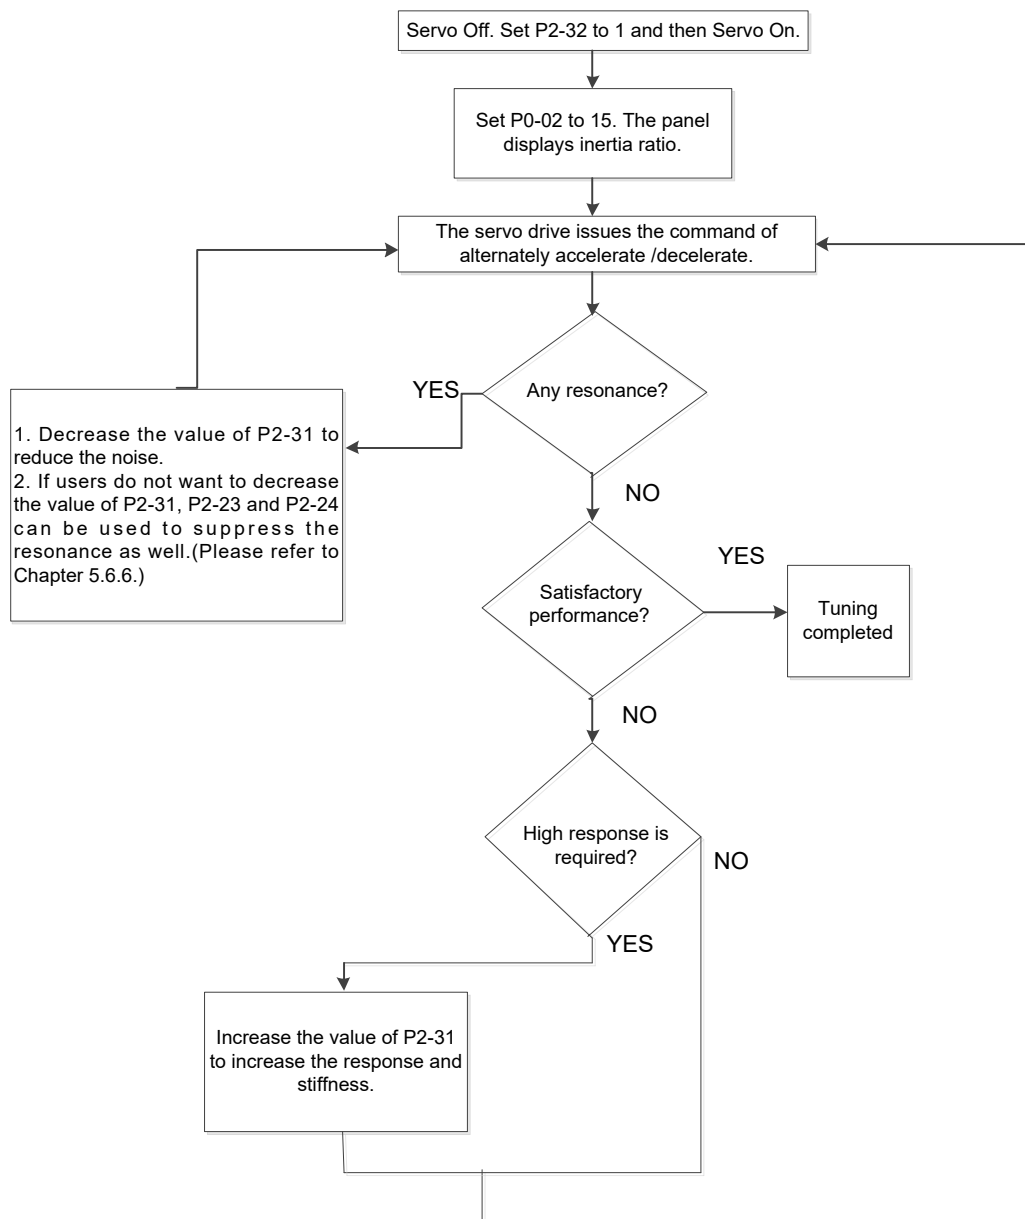 Servo Off. Set P2-32 to 1 and then Servo On.
Set P0-02 to 15. The panel
displays inertia ratio.
The servo drive issues the command of
alternately accelerate /decelerate.
Any resonance?
YES
1. Decrease the value of P2-31 to
reduce the noise.
2. If users do not want to decrease
the value of P2-31, P2-23 and P2-24
can be used to suppress the
resonance as well.(Please refer to
Chapter 5.6.6.)
NO
Satisfactory
performance?
YES
Tuning
completed
NO
High response is
required?
NO
YES
Increase the value of P2-31
to increase the response and
stiffness.